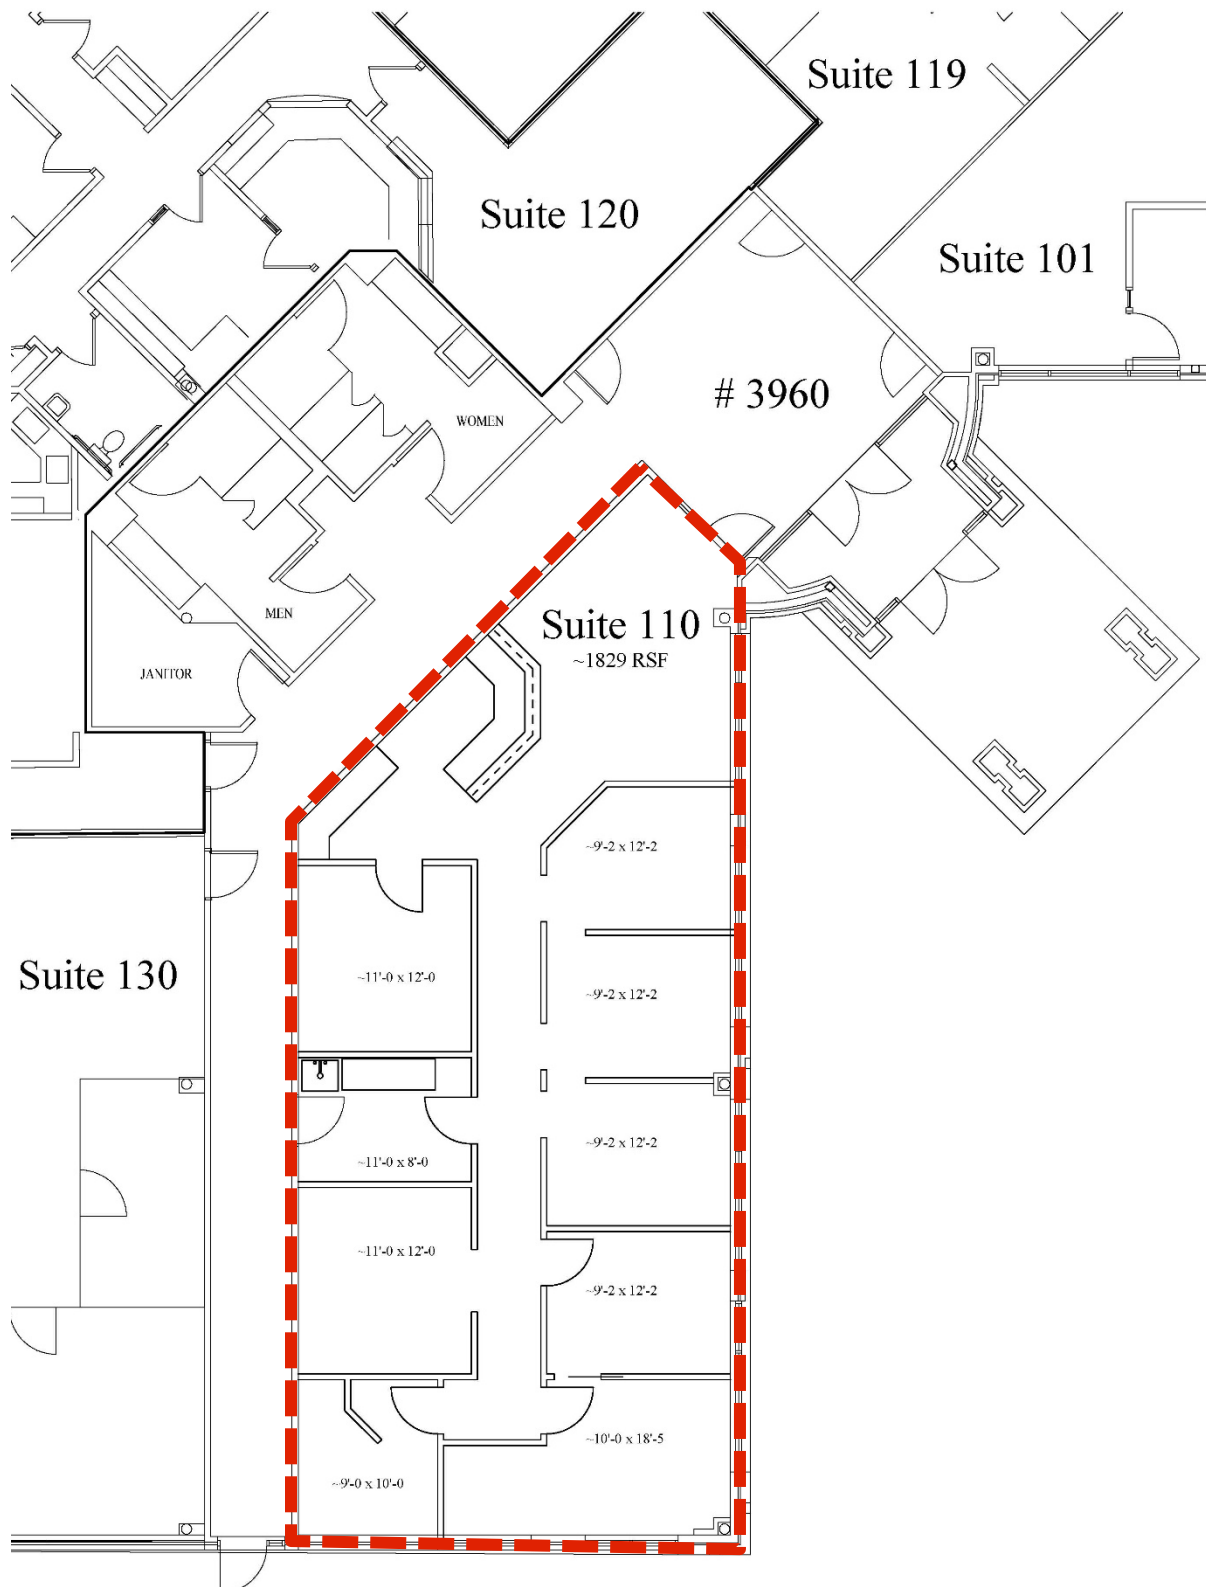 Suite 119
Suite 120
Suite 101
# 3960
WOMEN
MEN
Suite 110
~1829 RSF
JANITOR
~9'-2 x 12'-2
Suite 130
~11'-0 x 12'-0
~9'-2 x 12'-2
~9'-2 x 12'-2
~11'-0 x 8'-0
~11'-0 x 12'-0
~9'-2 x 12'-2
~10'-0 x 18'-5
~9'-0 x 10'-0